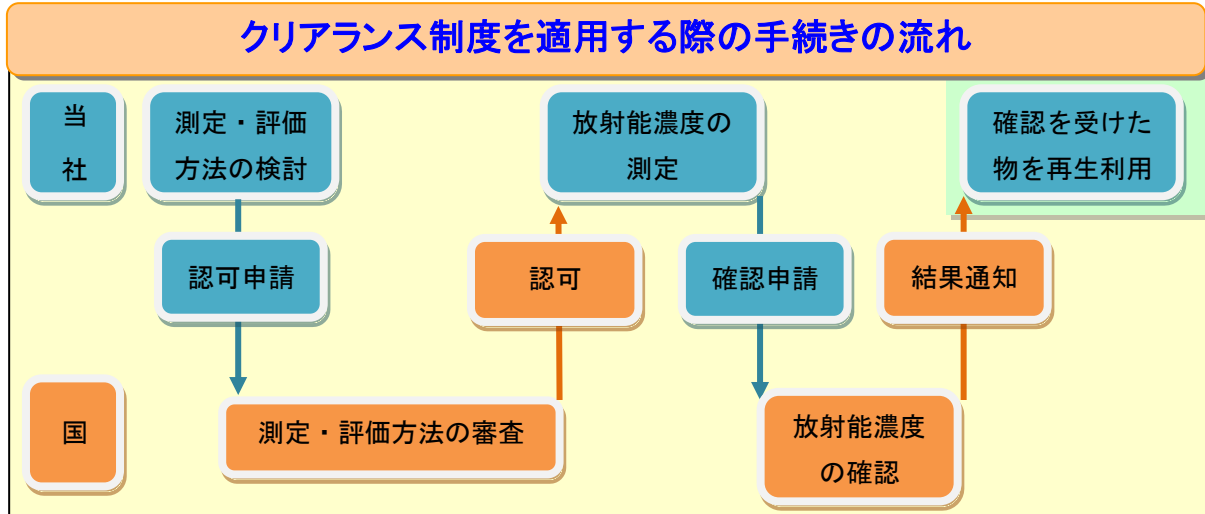 クリアランス制度を適用する際の手続きの流れ
当
社
測定・評価
方法の検討
放射能濃度の
測定
確認を受けた
物を再生利用
認可申請
認可
確認申請
結果通知
国
測定・評価方法の審査
放射能濃度
の確認